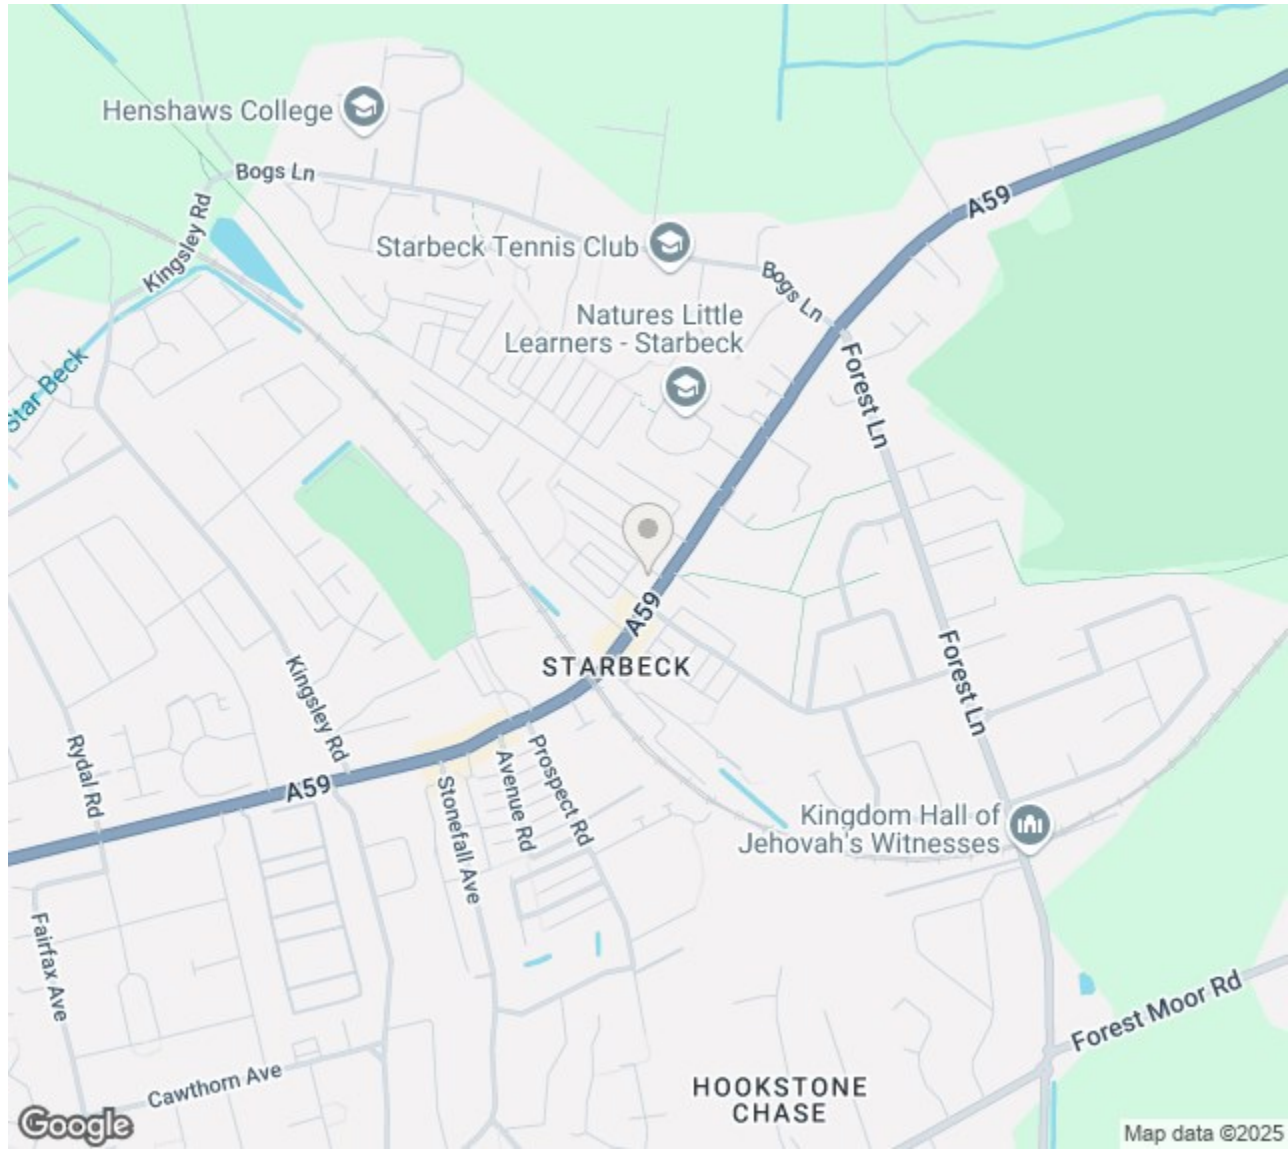 Henshaws College
Bogs Ln
Kingsley Rd
A59
Starbeck Tennis Club
Bogs Ln
Natures Little
Learners - Starbeck
Star Beck
Forest Ln
A59
STARBECK
Forest Ln
Kingsley Rd
Rydal Rd
A59
Avenue Rd
Prospect Rd
Stonefall Ave
Kingdom Hall of
Jehovah's Witnesses
Fairfax Ave
Forest Moor Rd
Cawthorn Ave
HOOKSTONE
CHASE
Google
Map data ©2025